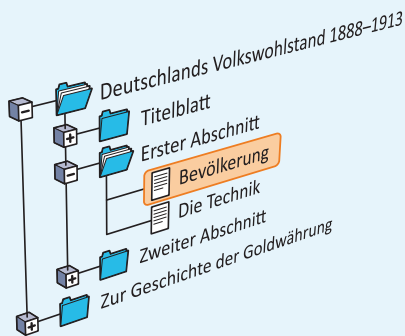 Deutschlands Volkswohlstand 1888–1913
Titelblatt
Erster Abschnitt
Bevölkerung
Die Technik
Zweiter Abschnitt
Zur Geschichte der Goldwährung